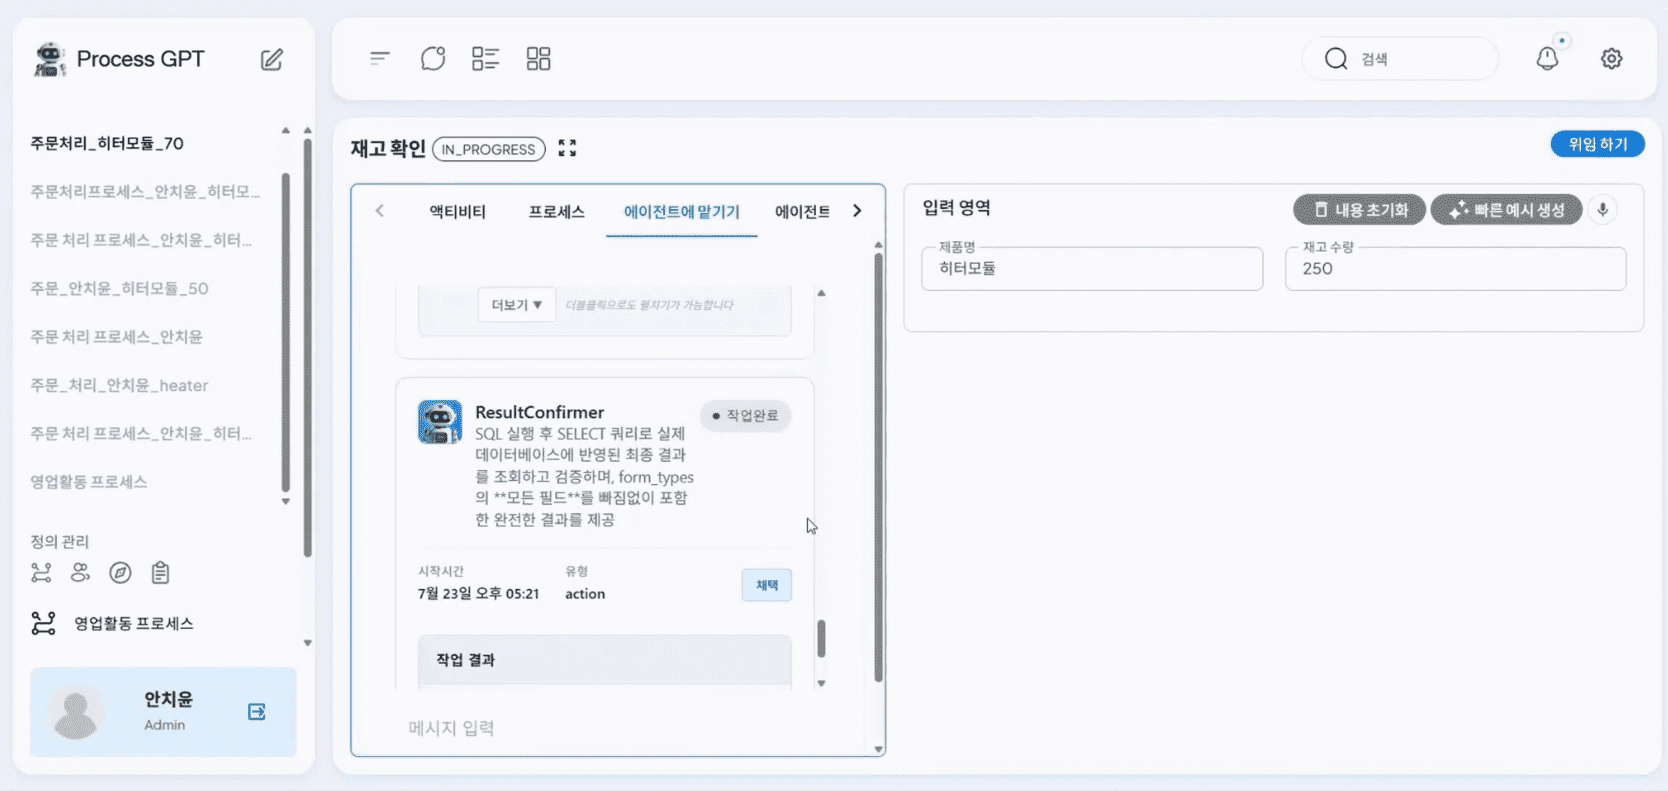 Process GPT
주문처리_히터모듈_70
주문처리프로세스_안치윤_히터모...
주문 처리 프로세스_안치윤_히터...
주문_안치윤_히터모듈_50
주문 처리 프로세스_안치윤
주문_처리_안치윤_heater
주문 처리 프로세스_안치윤_히터...
영업활동 프로세스
정의 관리
영업활동 프로세스
안치윤
Admin
검색
재고 확인 IN_PROGRESS
위임 하기
액티비티 프로세스 에이전트에 맡기기 에이전트
더보기 ▼ 더블클릭으로도 펼치기가 가능합니다
ResultConfirmer
작업완료
SQL 실행 후 SELECT 쿼리로 실제
데이터베이스에 반영된 최종 결과
를 조회하고 검증하며, form_types
의 **모든 필드**를 빠짐없이 포함
한 완전한 결과를 제공
시작시간 유형
7월 23일 오후 05:21 action
채택
작업 결과
메시지 입력
입력 영역
내용 초기화 빠른 예시 생성
제품명
히터모듈
재고 수량
250